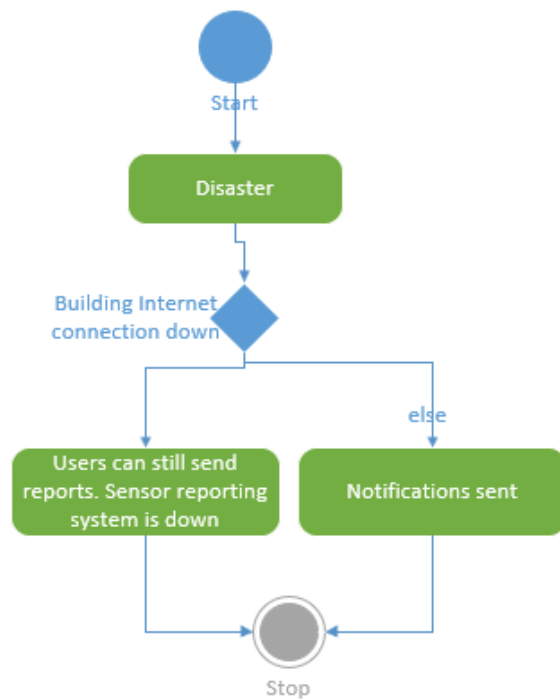 Start
Disaster
Building Internet
connection down
else
Users can still send
reports. Sensor reporting
system is down
Notifications sent
Stop